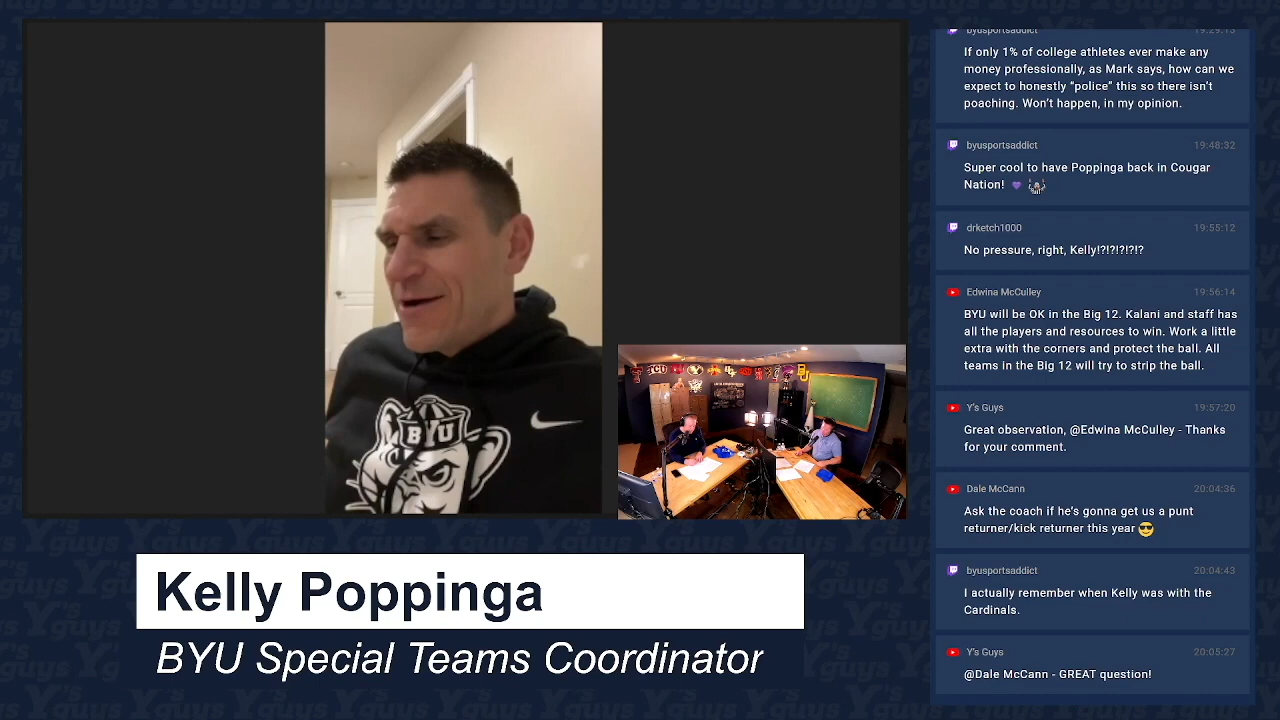 BYU
TCU
Kelly Poppinga
BYU Special Teams Coordinator
byusportsaddict 19:29:13
If only 1% of college athletes ever make any
money professionally, as Mark says, how can we
expect to honestly “police” this so there isn’t
poaching. Won’t happen, in my opinion.
byusportsaddict 19:48:32
Super cool to have Poppinga back in Cougar
Nation! 💜
drketch1000 19:55:12
No pressure, right, Kelly!?!?!?!?!?
Edwina McCulley 19:56:14
BYU will be OK in the Big 12. Kalani and staff has
all the players and resources to win. Work a little
extra with the corners and protect the ball. All
teams in the Big 12 will try to strip the ball.
Y’s Guys 19:57:20
Great observation, @Edwina McCulley - Thanks
for your comment.
Dale McCann 20:04:36
Ask the coach if he’s gonna get us a punt
returner/kick returner this year 😎
byusportsaddict 20:04:43
I actually remember when Kelly was with the
Cardinals.
Y’s Guys 20:05:27
@Dale McCann - GREAT question!